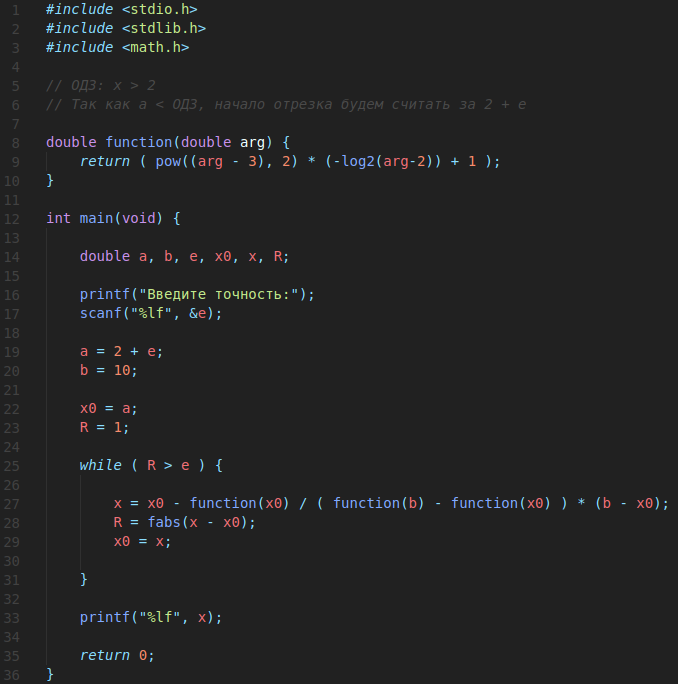 1 #include <stdio.h>
2 #include <stdlib.h>
3 #include <math.h>
4
5 // ОДЗ: x > 2
6 // Так как a < ОДЗ, начало отрезка будем считать за 2 + e
7
8 double function(double arg) {
9     return ( pow((arg - 3), 2) * (-log2(arg-2)) + 1 );
10 }
11
12 int main(void) {
13
14     double a, b, e, x0, x, R;
15
16     printf("Введите точность:");
17     scanf("%lf", &e);
18
19     a = 2 + e;
20     b = 10;
21
22     x0 = a;
23     R = 1;
24
25     while ( R > e ) {
26
27         x = x0 - function(x0) / ( function(b) - function(x0) ) * (b - x0);
28         R = fabs(x - x0);
29         x0 = x;
30
31     }
32
33     printf("%lf", x);
34
35     return 0;
36 }